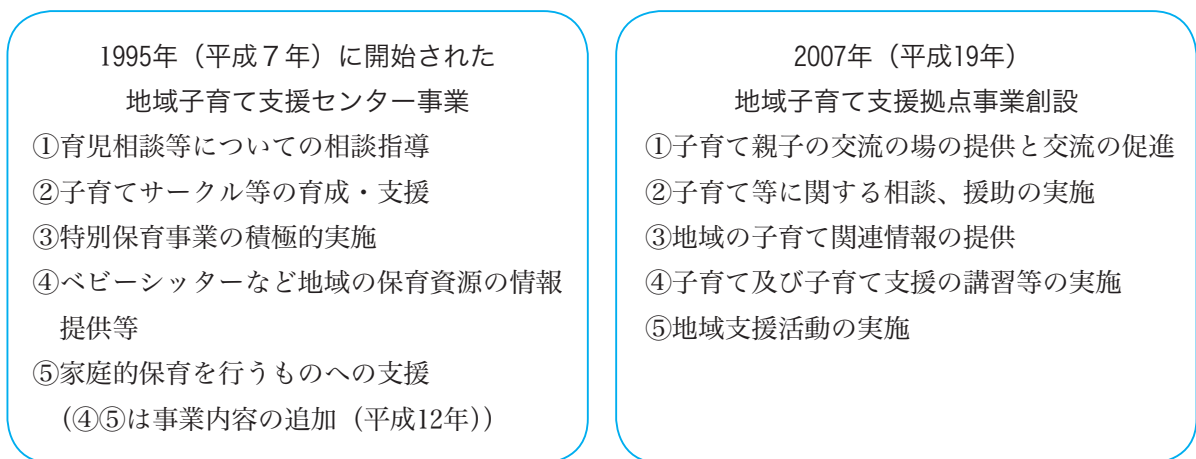 1995年（平成７年）に開始された
地域子育て支援センター事業
①育児相談等についての相談指導
②子育てサークル等の育成・支援
③特別保育事業の積極的実施
④ベビーシッターなど地域の保育資源の情報
提供等
⑤家庭的保育を行うものへの支援
（④⑤は事業内容の追加（平成12年））
2007年（平成19年）
地域子育て支援拠点事業創設
①子育て親子の交流の場の提供と交流の促進
②子育て等に関する相談、援助の実施
③地域の子育て関連情報の提供
④子育て及び子育て支援の講習等の実施
⑤地域支援活動の実施